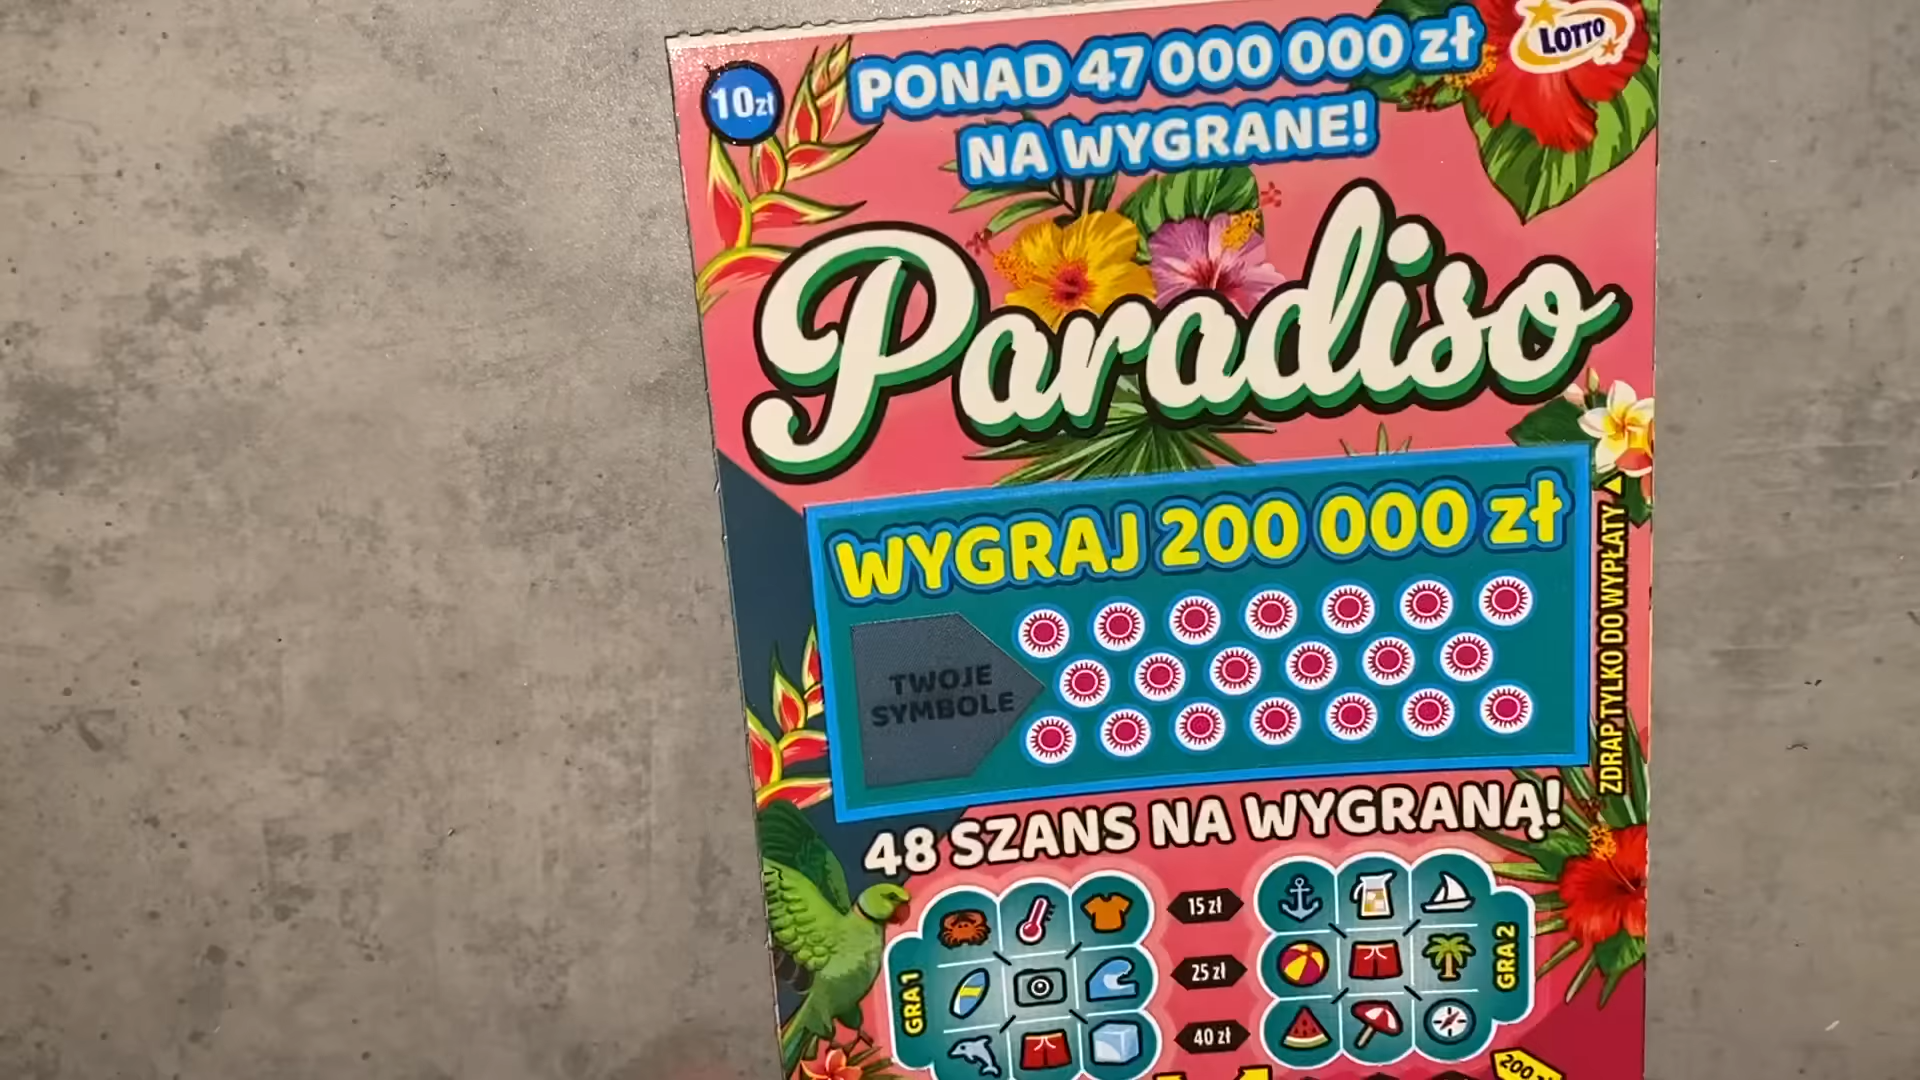 10zł
PONAD 47 000 000 zł
NA WYGRANE!
LOTTO
Paradiso
WYGRAJ 200 000 zł
TWOJE
SYMBOLE
ZDRAP TYLKO DO WYPŁATY
48 SZANS NA WYGRANĄ!
GRA 1
15 zł
25 zł
40 zł
GRA 2